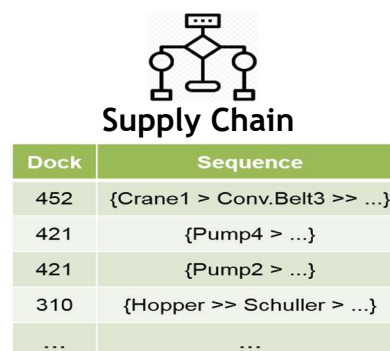 Supply Chain
Dock Sequence
452 {Crane1 > Conv.Belt3 >> ...}
421 {Pump4 > ...}
421 {Pump2 > ...}
310 {Hopper >> Schuller > ...}
... ...